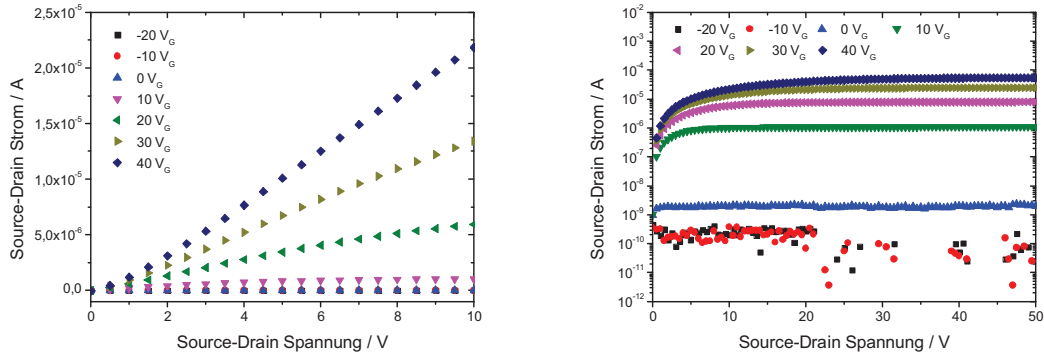 2,0x10⁻⁵
1,5x10⁻⁵
1,0x10⁻⁵
5,0x10⁻⁶
0,0
Source-Drain Strom / A
-20 V_G
-10 V_G
0 V_G
10 V_G
20 V_G
30 V_G
40 V_G
0 2 4 6 8 10
Source-Drain Spannung / V
10⁻²
10⁻³
10⁻⁴
10⁻⁵
10⁻⁶
10⁻⁷
10⁻⁸
10⁻⁹
10⁻¹⁰
10⁻¹¹
10⁻¹²
Source-Drain Strom / A
-20 V_G -10 V_G 0 V_G 10 V_G
20 V_G 30 V_G 40 V_G
0 10 20 30 40 50
Source-Drain Spannung / V